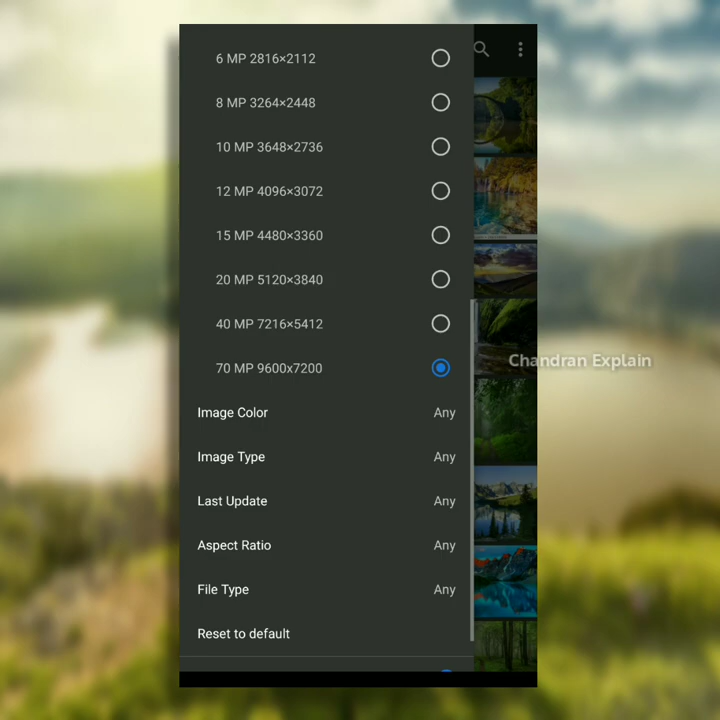 6 MP 2816×2112
8 MP 3264×2448
10 MP 3648×2736
12 MP 4096×3072
15 MP 4480×3360
20 MP 5120×3840
40 MP 7216×5412
70 MP 9600x7200
Chandran Explain
Image Color Any
Image Type Any
Last Update Any
Aspect Ratio Any
File Type Any
Reset to default